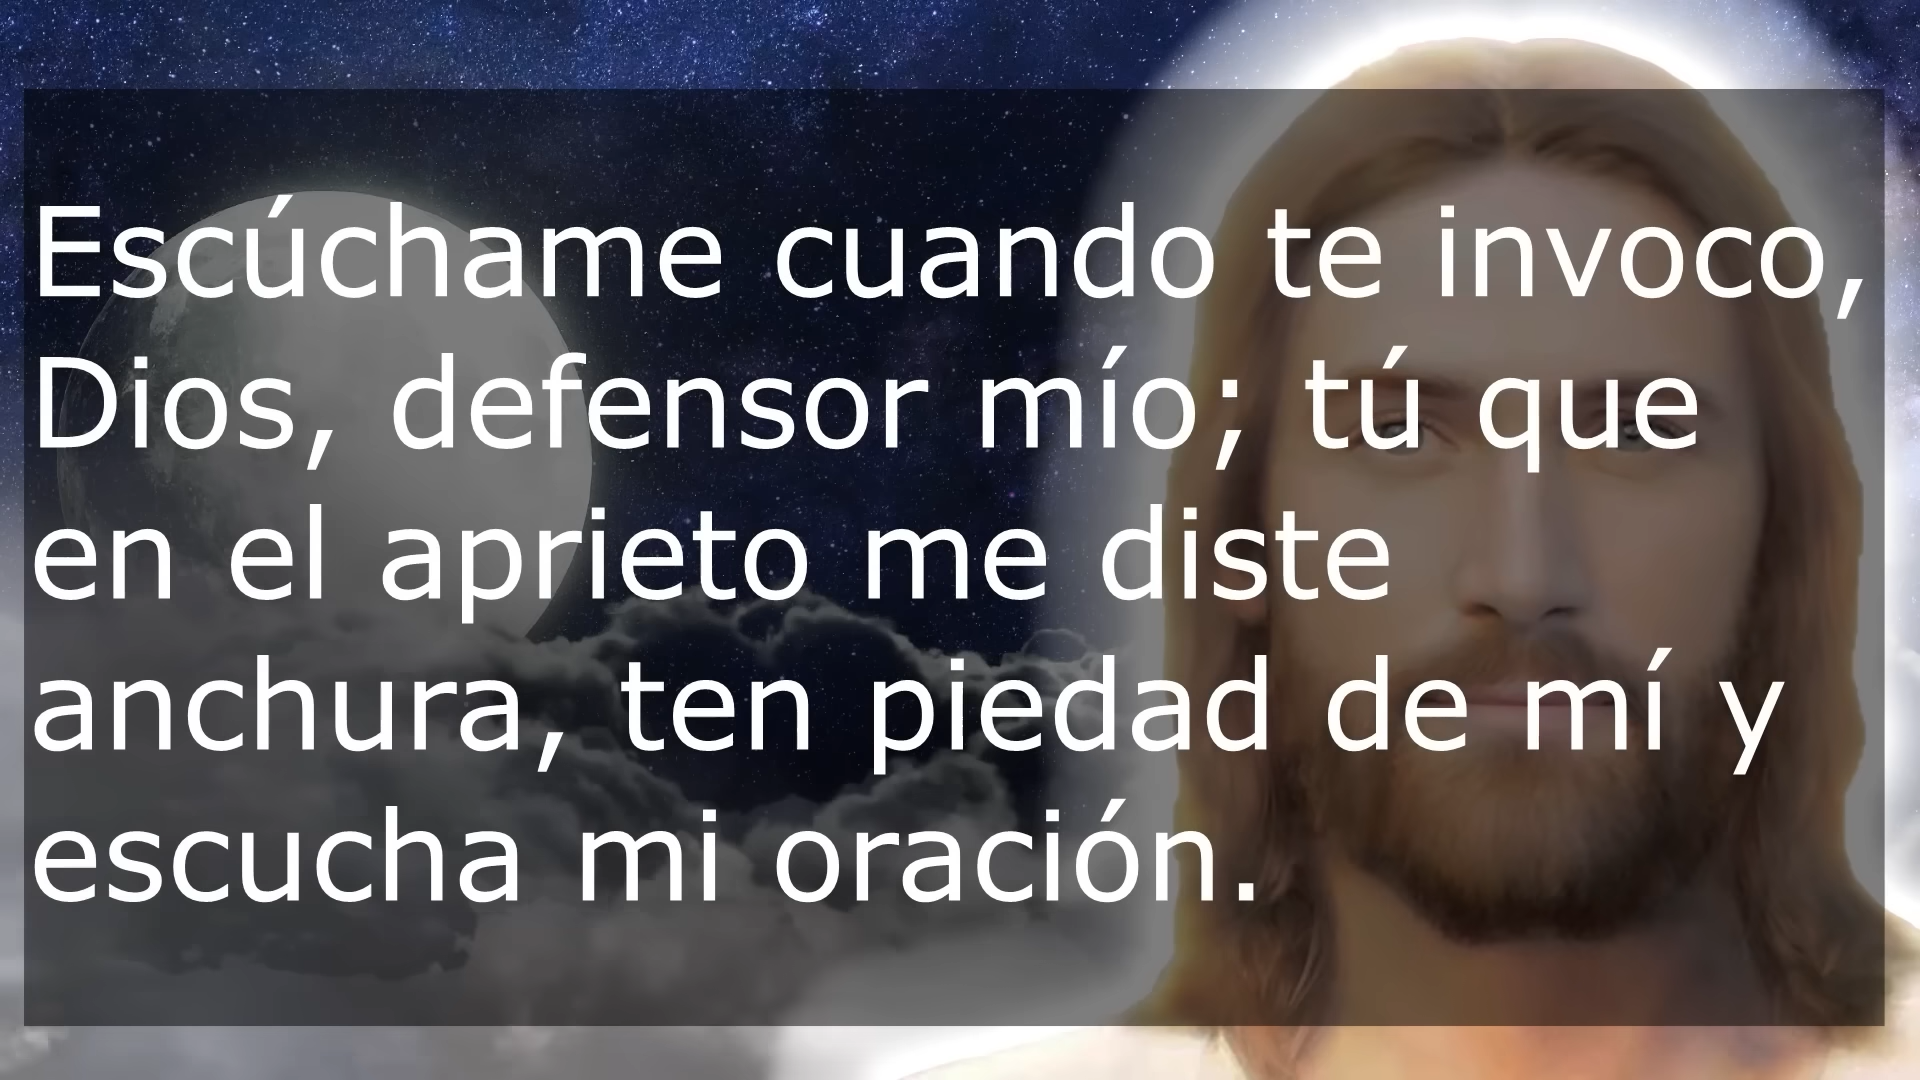 Escúchame cuando te invoco,
Dios, defensor mío; tú que
en el aprieto me diste
anchura, ten piedad de mí y
escucha mi oración.